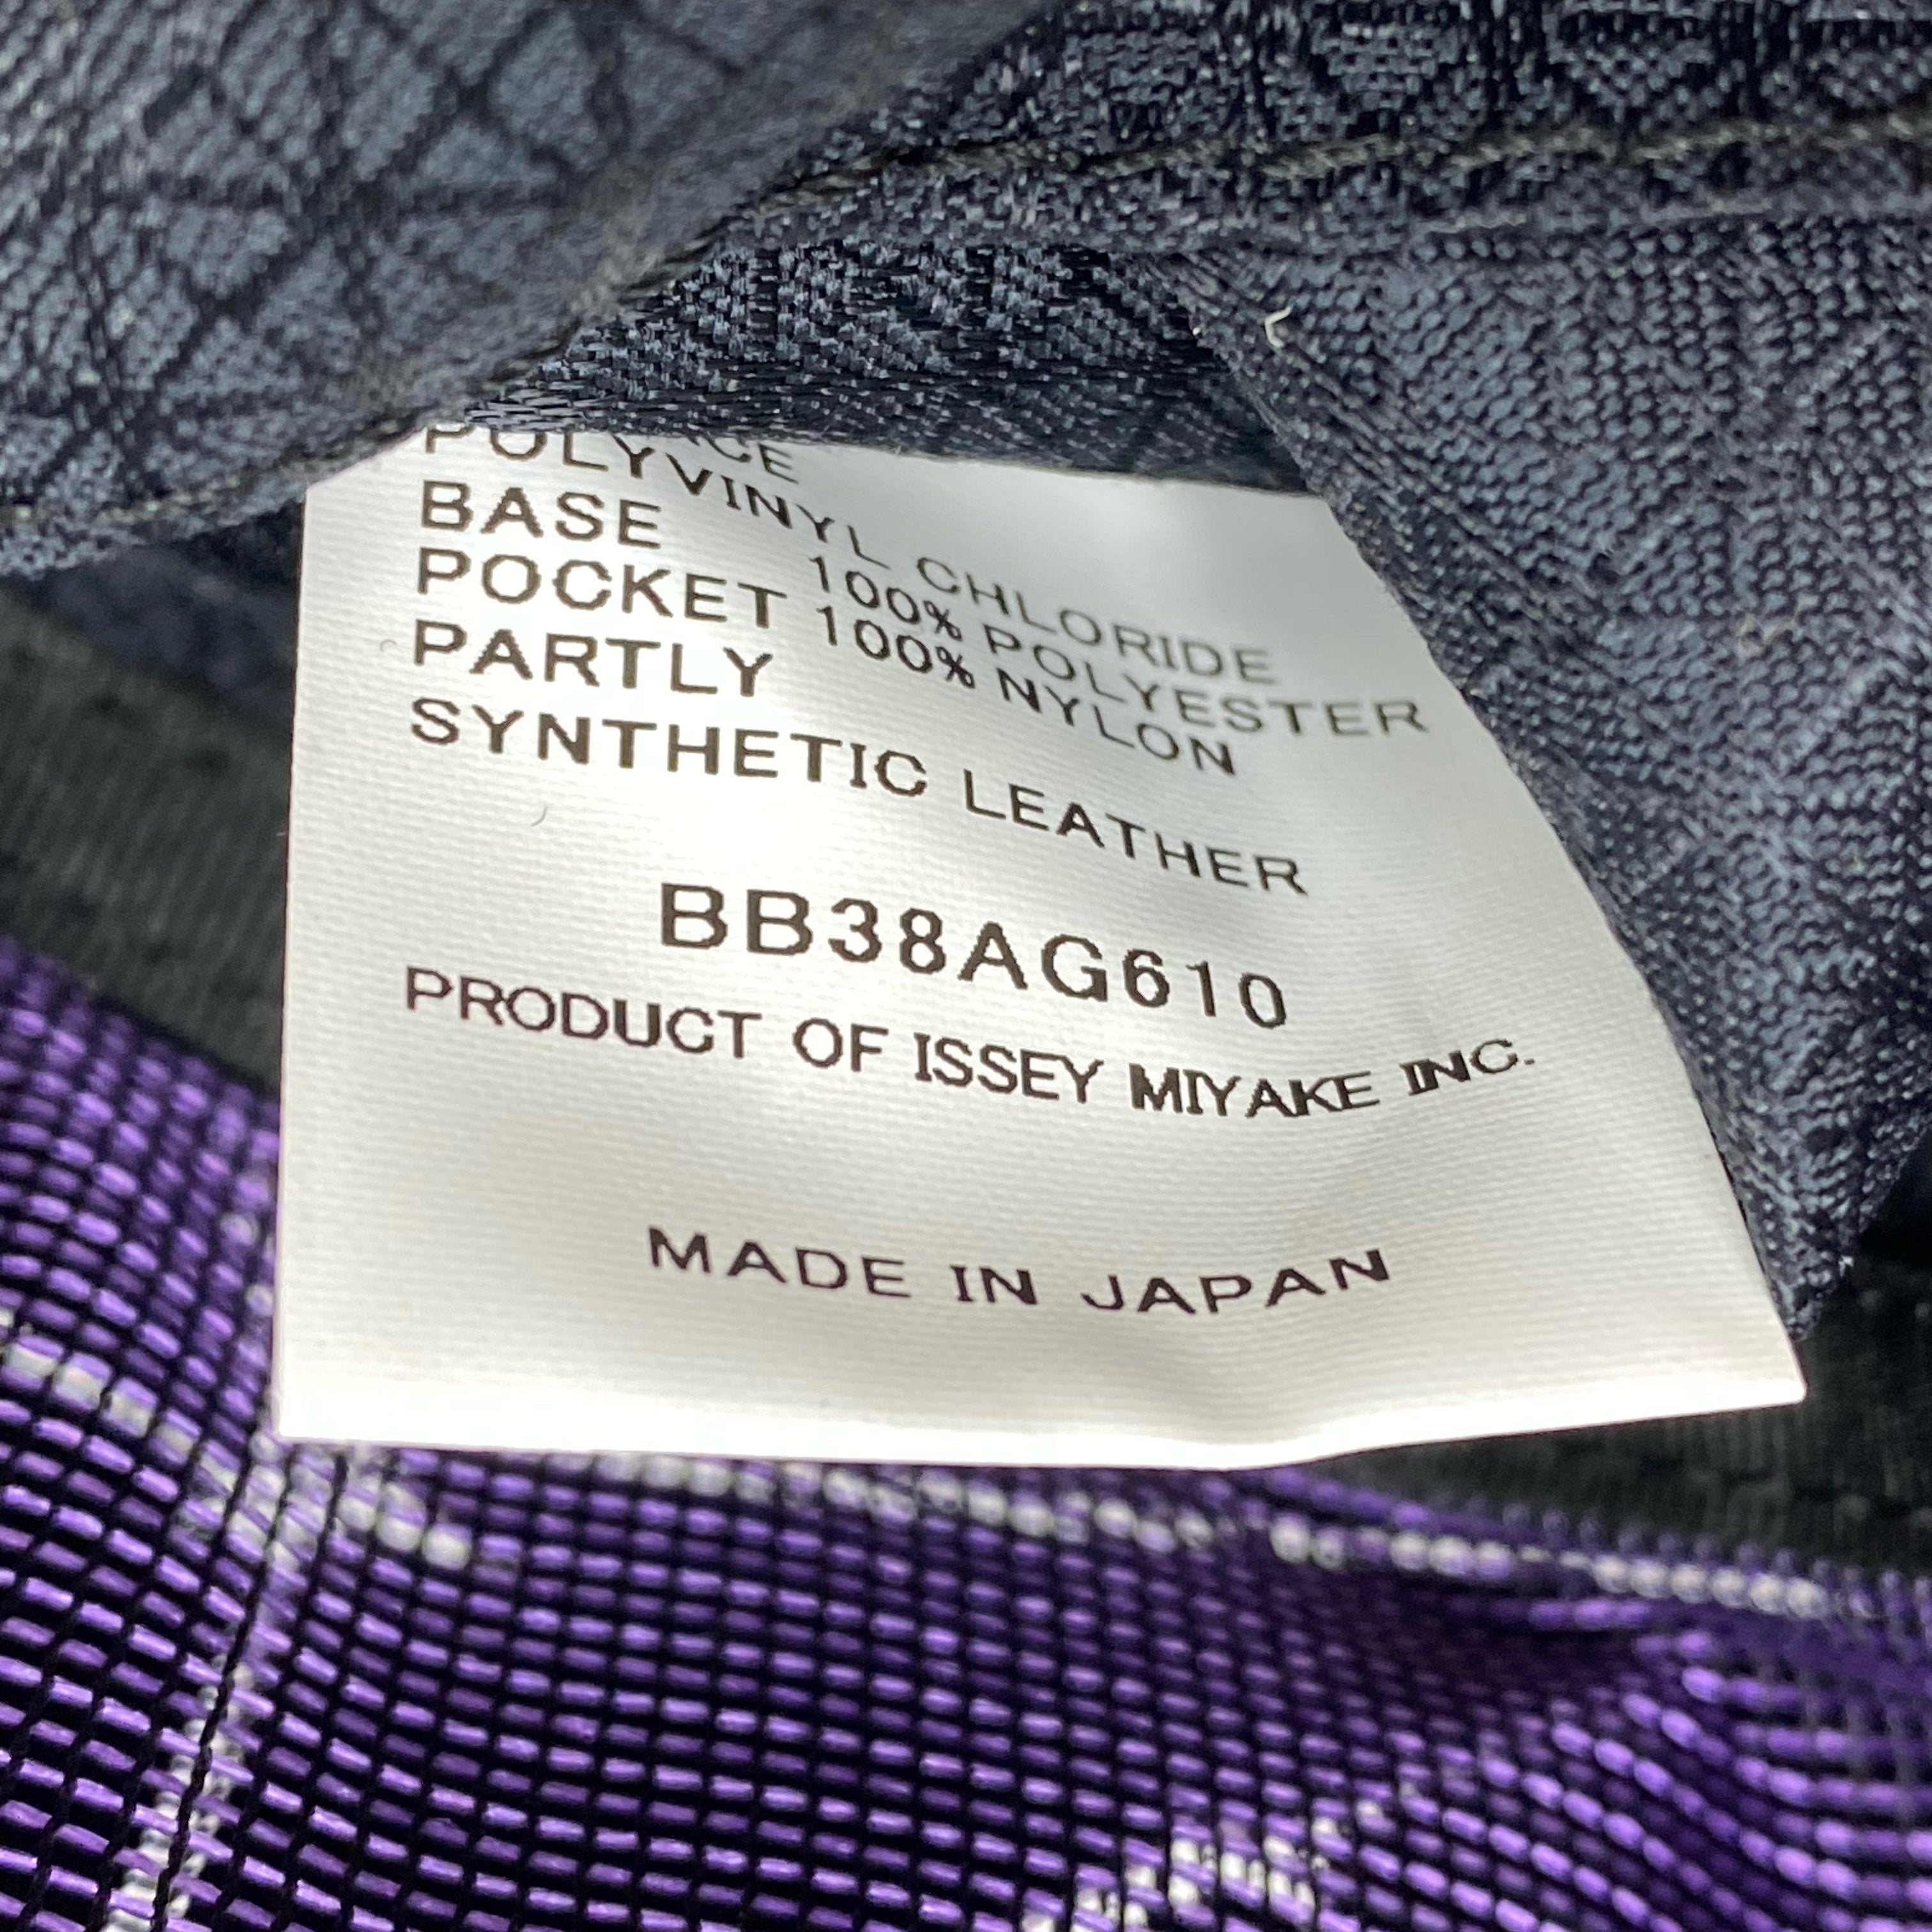 POLYVINYL CHLORIDE
BASE 100% POLYESTER
POCKET 100% NYLON
PARTLY
SYNTHETIC LEATHER
BB38AG610
PRODUCT OF ISSEY MIYAKE INC.
MADE IN JAPAN